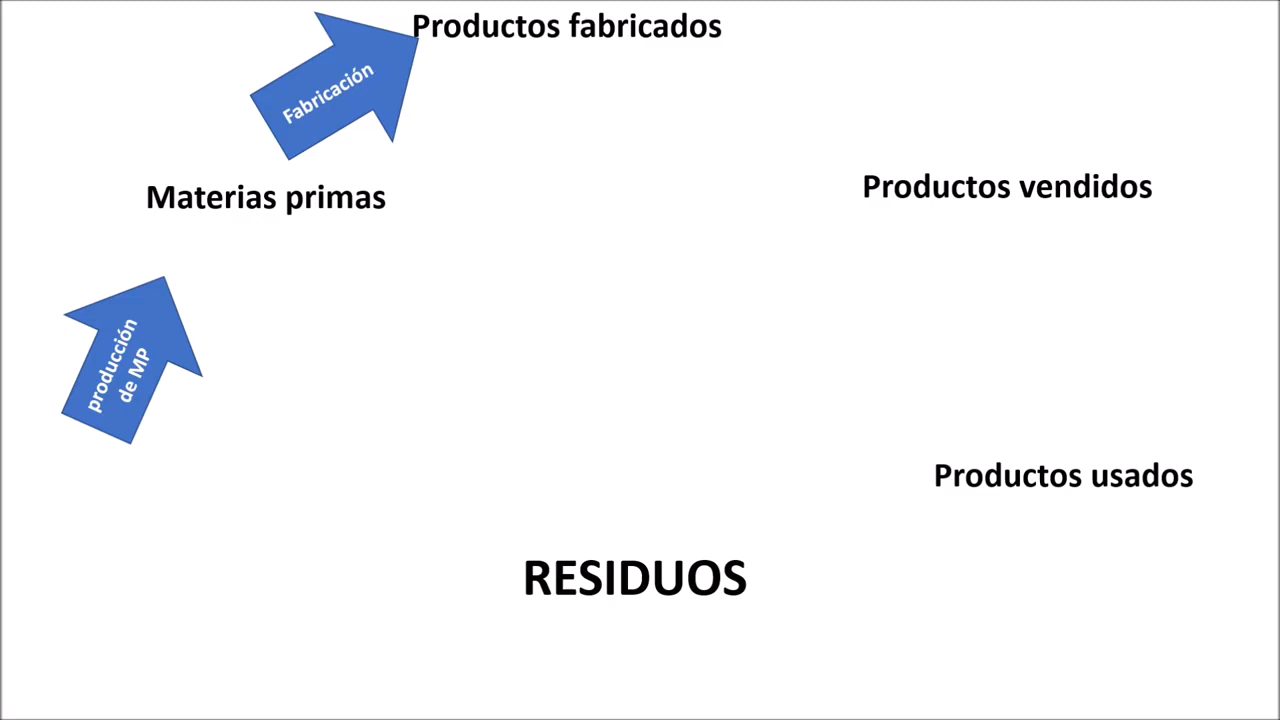 Productos fabricados
Fabricación
Materias primas
Productos vendidos
producción
de MP
Productos usados
RESIDUOS